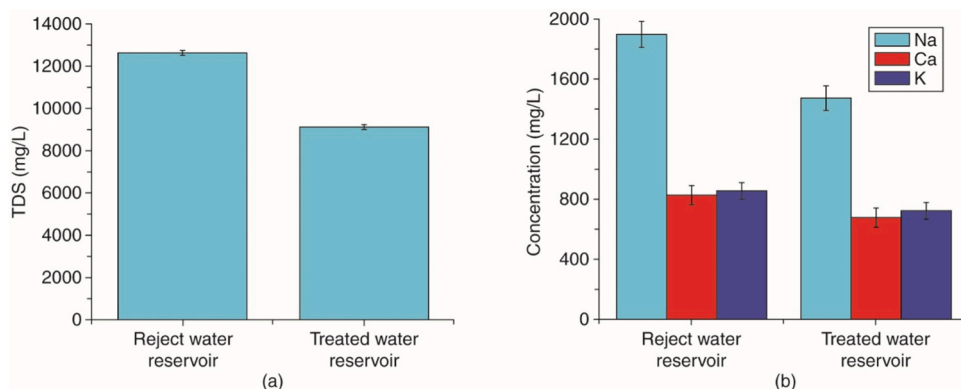 14000
12000
10000
8000
6000
4000
2000
0
TDS (mg/L)
Reject water
reservoir
Treated water
reservoir
(a)
2000
1600
1200
800
400
0
Concentration (mg/L)
Na
Ca
K
Reject water
reservoir
Treated water
reservoir
(b)